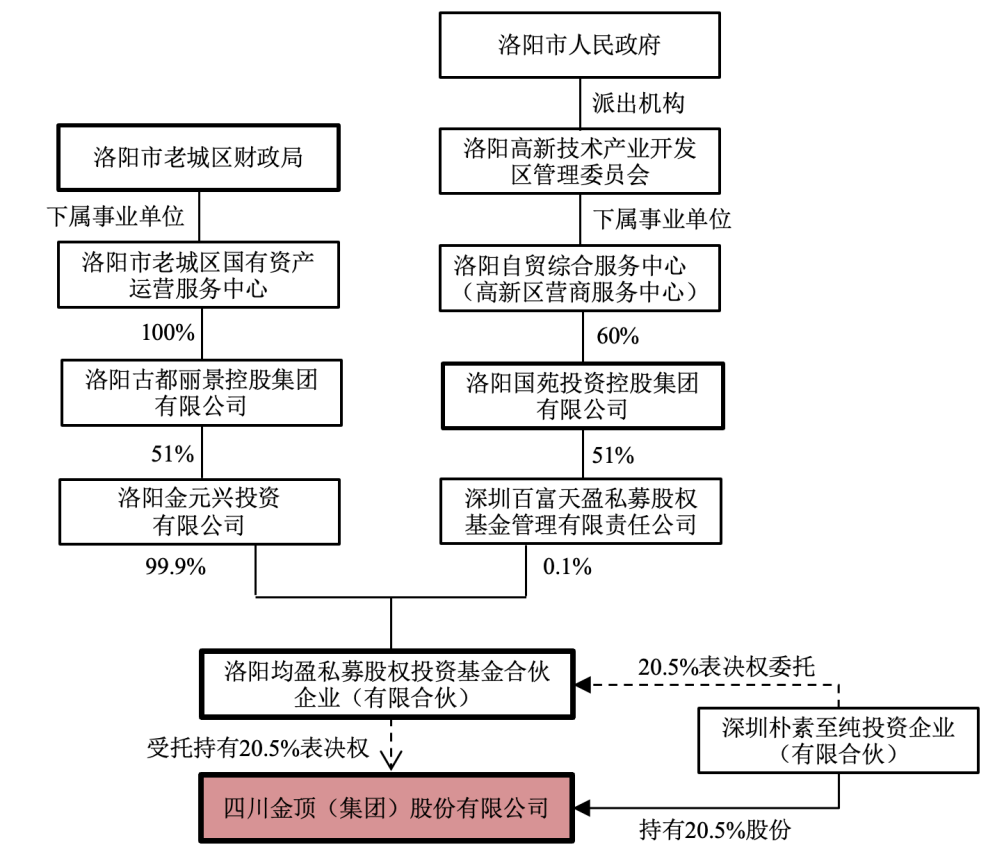 洛阳市人民政府
派出机构
洛阳市老城区财政局
洛阳高新技术产业开发
区管理委员会
下属事业单位
下属事业单位
洛阳市老城区国有资产
运营服务中心
洛阳自贸综合服务中心
（高新区营商服务中心）
100%
60%
洛阳古都丽景控股集团
有限公司
洛阳国苑投资控股集团
有限公司
51%
51%
洛阳金元兴投资
有限公司
深圳百富天盈私募股权
基金管理有限责任公司
99.9%
0.1%
洛阳均盈私募股权投资基金合伙
企业（有限合伙）
20.5%表决权委托
深圳朴素至纯投资企业
（有限合伙）
受托持有20.5%表决权
四川金顶（集团）股份有限公司
持有20.5%股份